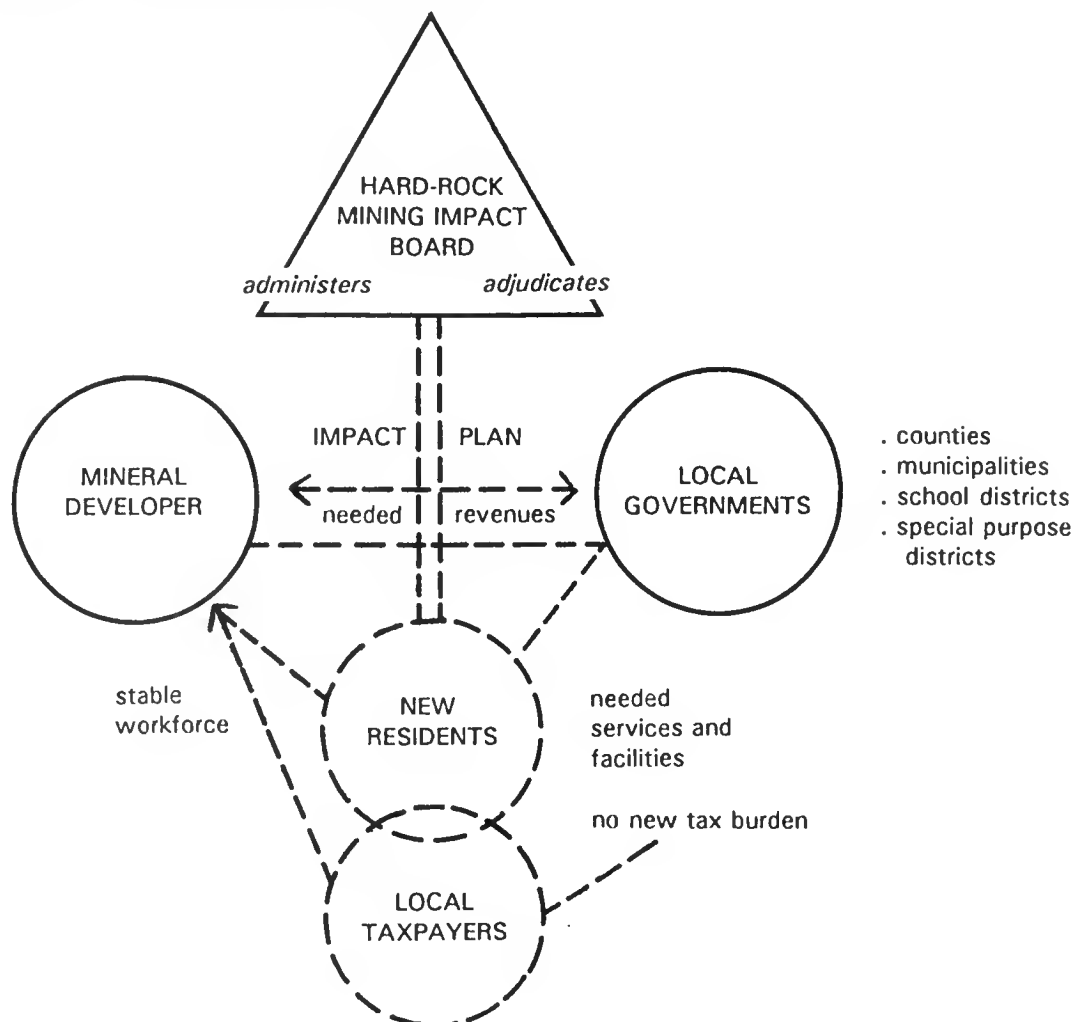 HARD-ROCK
MINING IMPACT
BOARD
administers adjudicates
IMPACT PLAN
MINERAL
DEVELOPER
needed revenues
LOCAL
GOVERNMENTS
. counties
. municipalities
. school districts
. special purpose
districts
stable
workforce
NEW
RESIDENTS
needed
services and
facilities
no new tax burden
LOCAL
TAXPAYERS